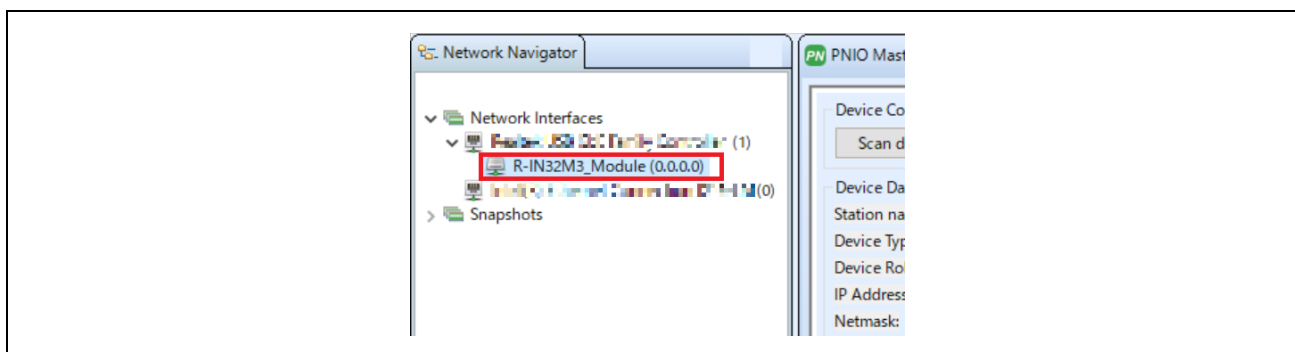 Network Navigator
Network Interfaces
(1)
R-IN32M3_Module (0.0.0.0)
(0)
Snapshots
PN PNIO Mast
Device Co
Scan d
Device Da
Station na
Device Typ
Device Ro
IP Address
Netmask: